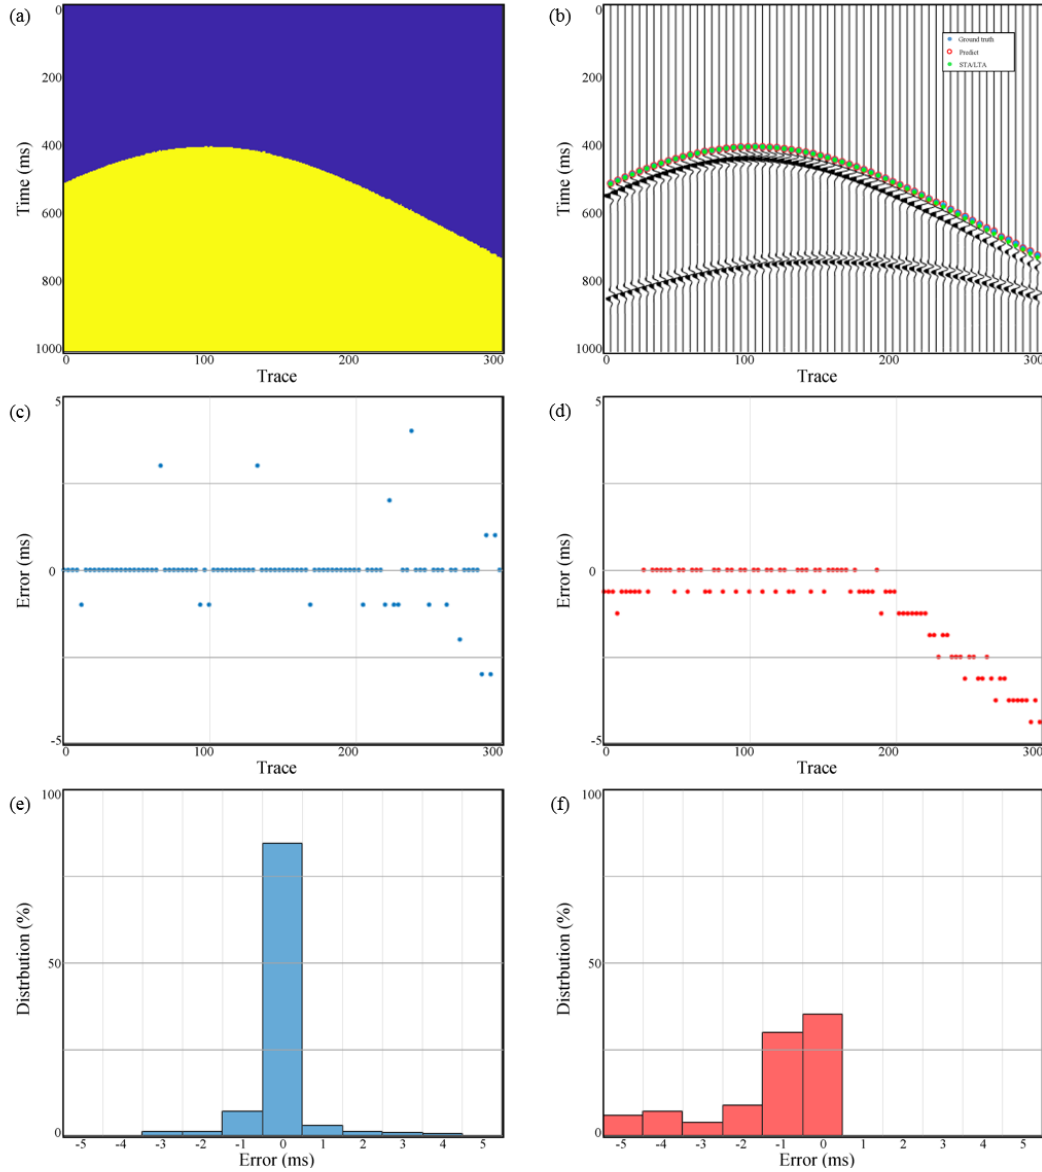 (a)
0
200
400
600
800
1000
Time (ms)
0
100
200
300
Trace
(b)
0
200
400
600
800
1000
Time (ms)
Ground truth
Predict
STA/LTA
0
100
200
300
Trace
(c)
5
0
-5
Error (ms)
0
100
200
300
Trace
(d)
5
0
-5
Error (ms)
0
100
200
300
Trace
(e)
100
50
0
Distrbution (%)
-5 -4 -3 -2 -1 0 1 2 3 4 5
Error (ms)
(f)
100
50
0
Distrbution (%)
-5 -4 -3 -2 -1 0 1 2 3 4 5
Error (ms)